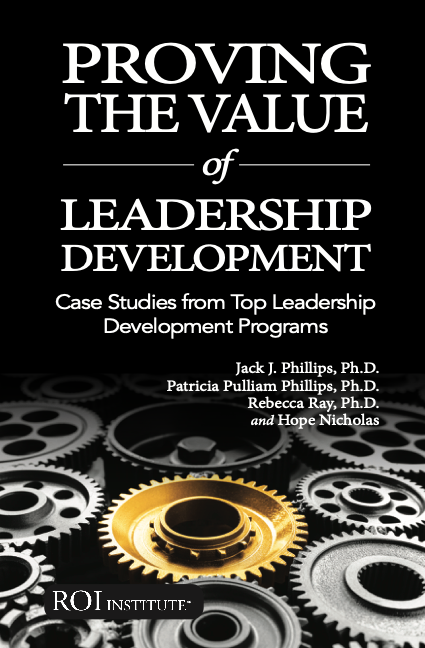 PROVING
THE VALUE
of
LEADERSHIP
DEVELOPMENT
Case Studies from Top Leadership
Development Programs
Jack J. Phillips, Ph.D.
Patricia Pulliam Phillips, Ph.D.
Rebecca Ray, Ph.D.
and Hope Nicholas
ROI INSTITUTE™